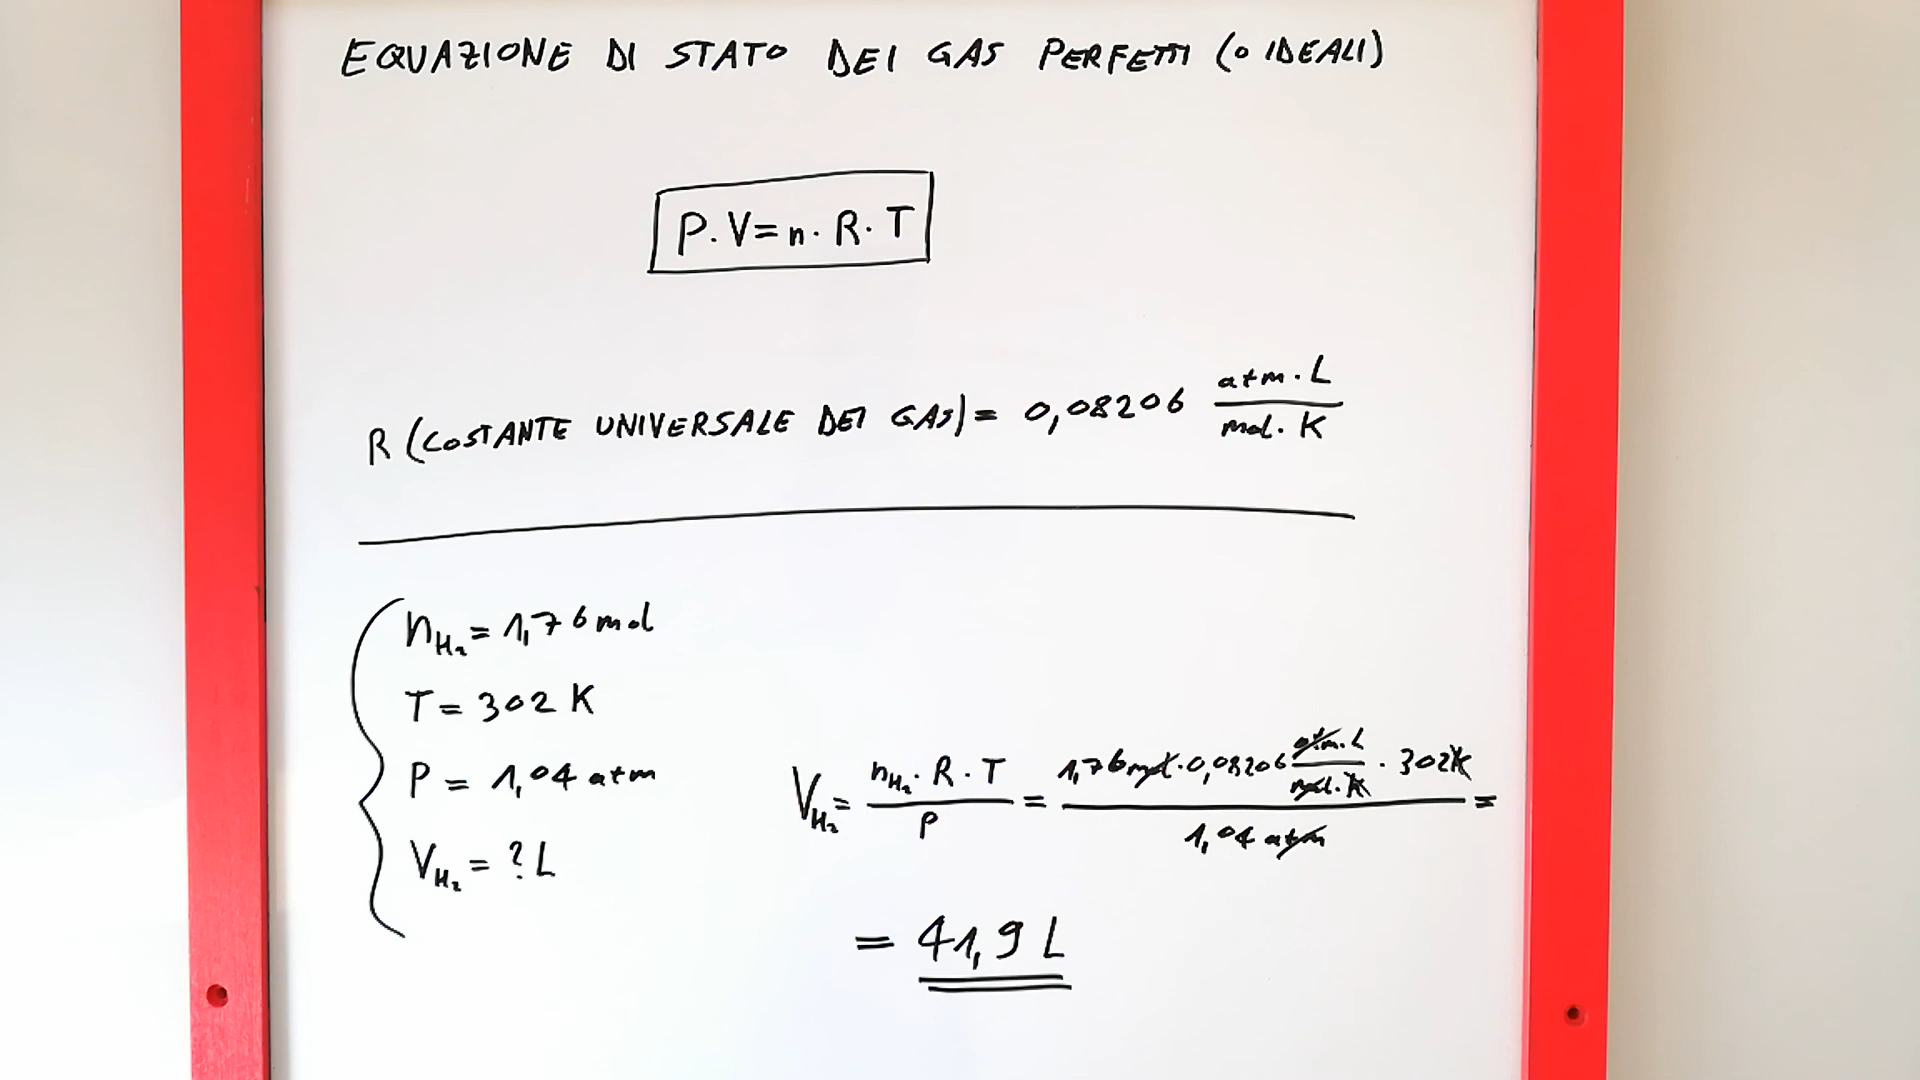 EQUAZIONE DI STATO DEI GAS PERFETTI (O IDEALI)
P.V=n·R·T
R (COSTANTE UNIVERSALE DEI GAS) = 0,08206 atm·L / mol·K
nH₂ = 1,76 mol
T = 302 K
P = 1,04 atm
VH₂ = ? L
VH₂ = nH₂·R·T / P = 1,76 mol·0,08206 atm·L / mol·K · 302 K / 1,04 atm =
= 41,9 L